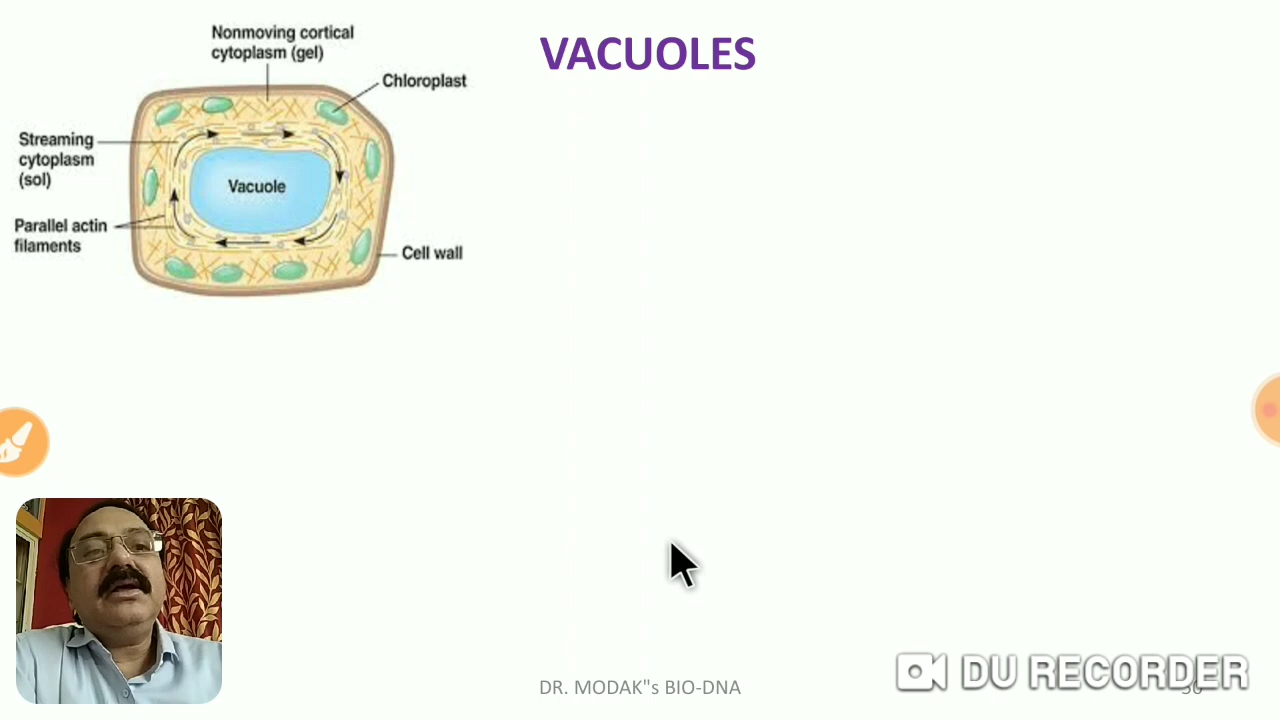 VACUOLES
Nonmoving cortical
cytoplasm (gel)
Chloroplast
Streaming
cytoplasm
(sol)
Vacuole
Parallel actin
filaments
Cell wall
DR. MODAK"s BIO-DNA
DU RECORDER